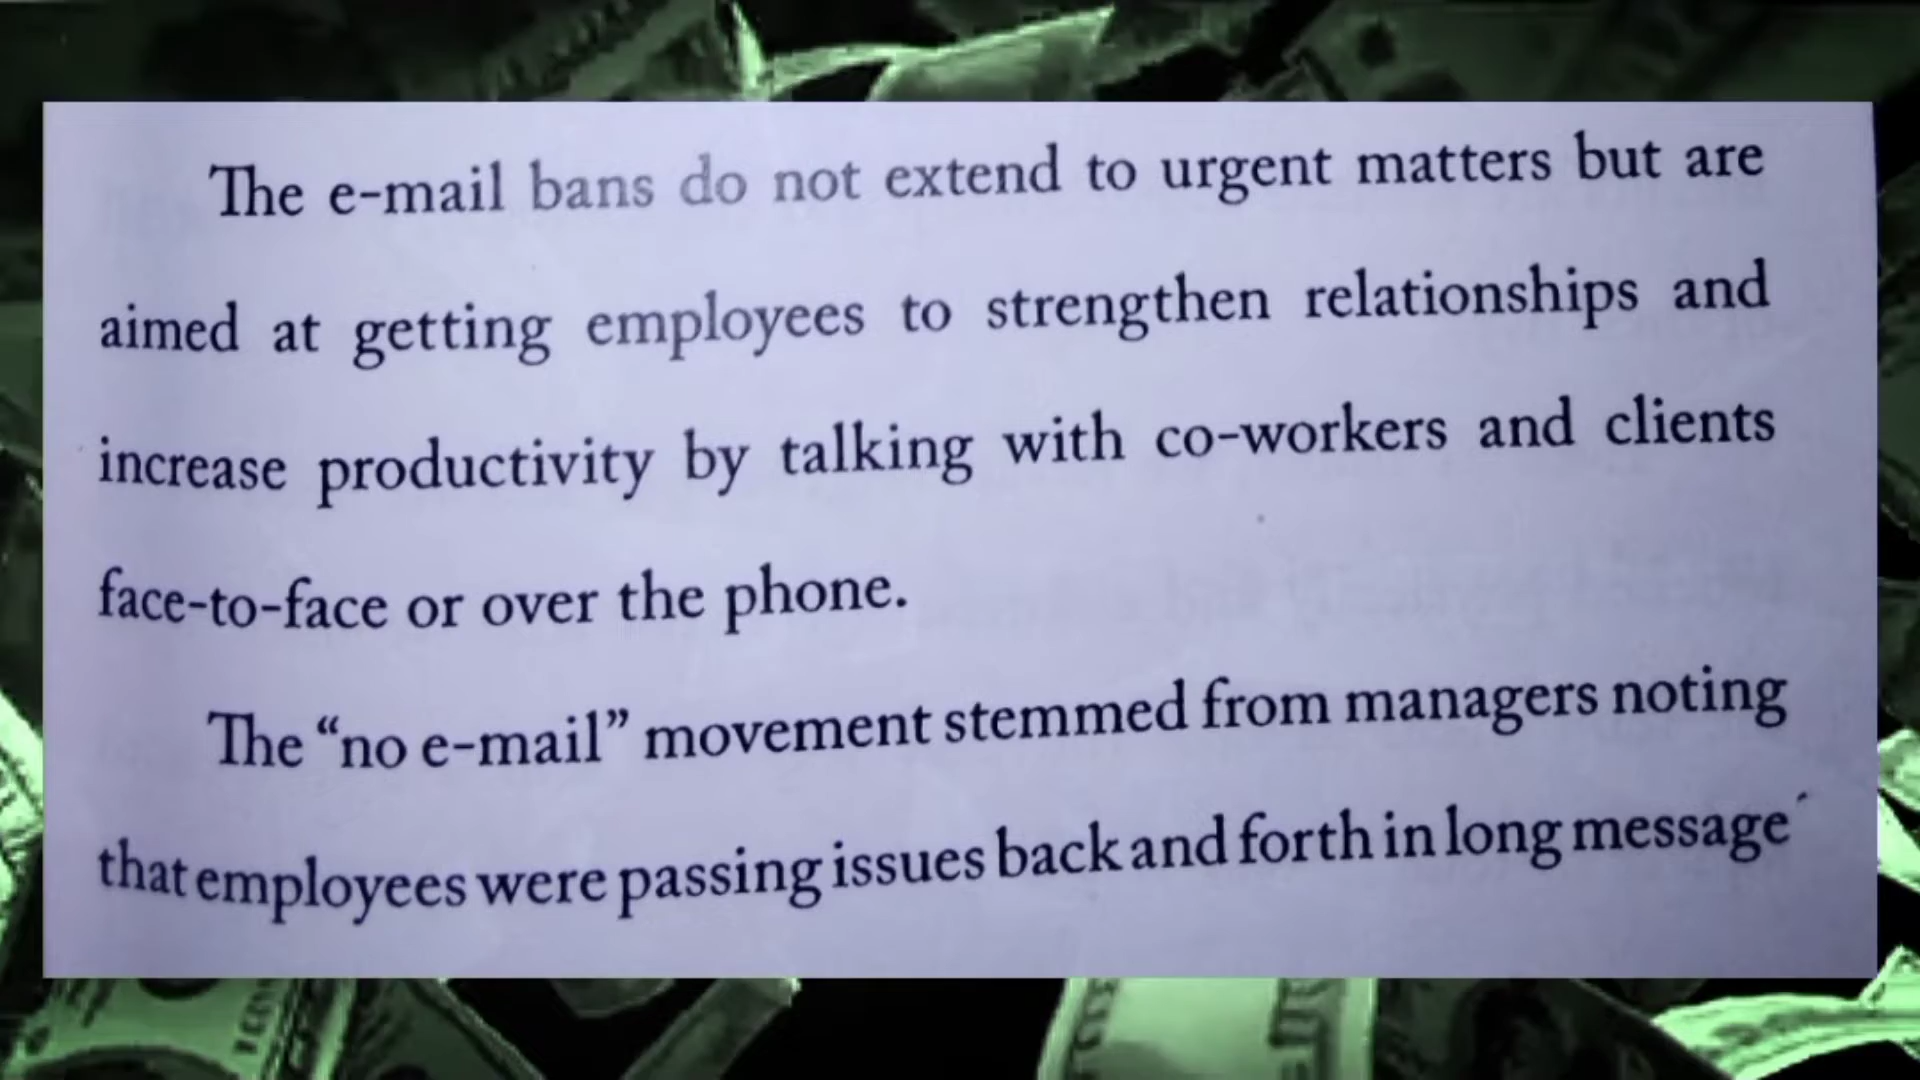 The e-mail bans do not extend to urgent matters but are
aimed at getting employees to strengthen relationships and
increase productivity by talking with co-workers and clients
face-to-face or over the phone.
The “no e-mail” movement stemmed from managers noting
that employees were passing issues back and forth in long message